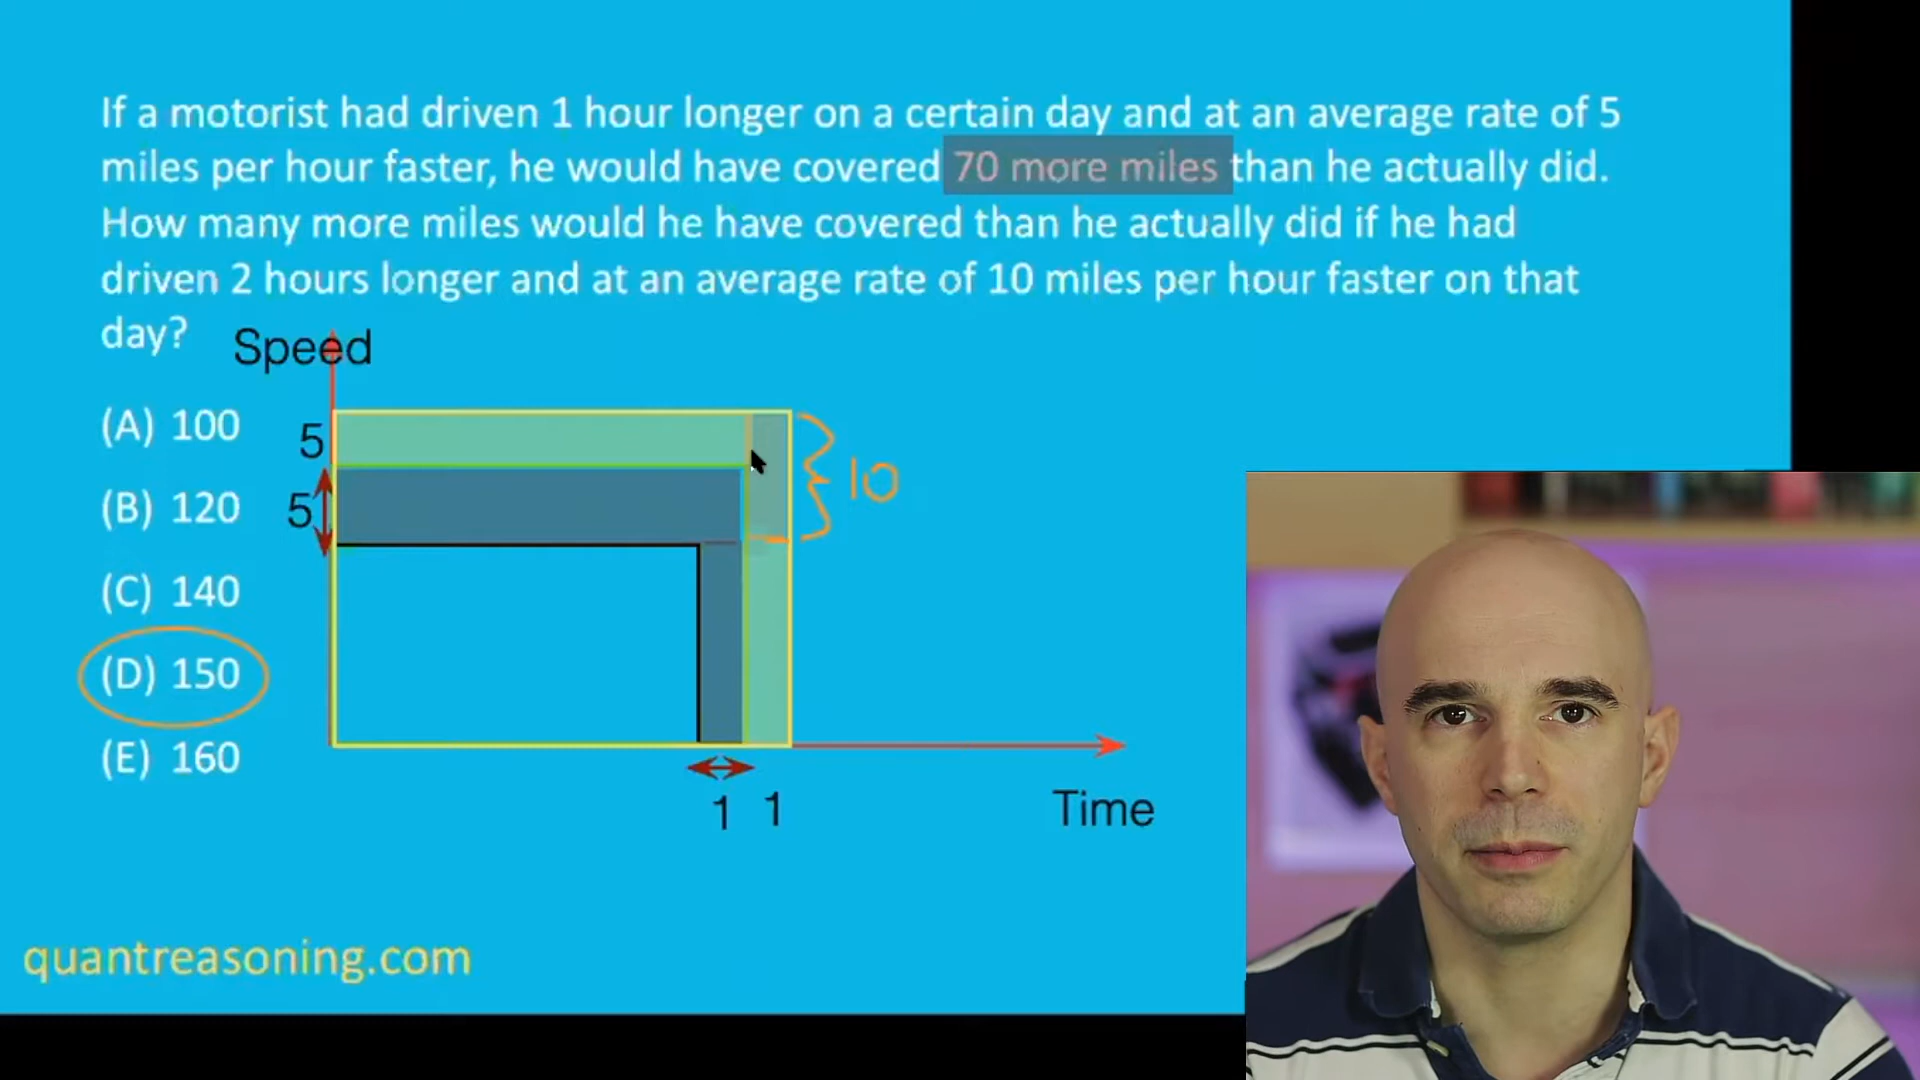 If a motorist had driven 1 hour longer on a certain day and at an average rate of 5
miles per hour faster, he would have covered 70 more miles than he actually did.
How many more miles would he have covered than he actually did if he had
driven 2 hours longer and at an average rate of 10 miles per hour faster on that
day?
Speed
(A) 100
5
10
(B) 120
5
(C) 140
(D) 150
(E) 160
1 1
Time
quantreasoning.com